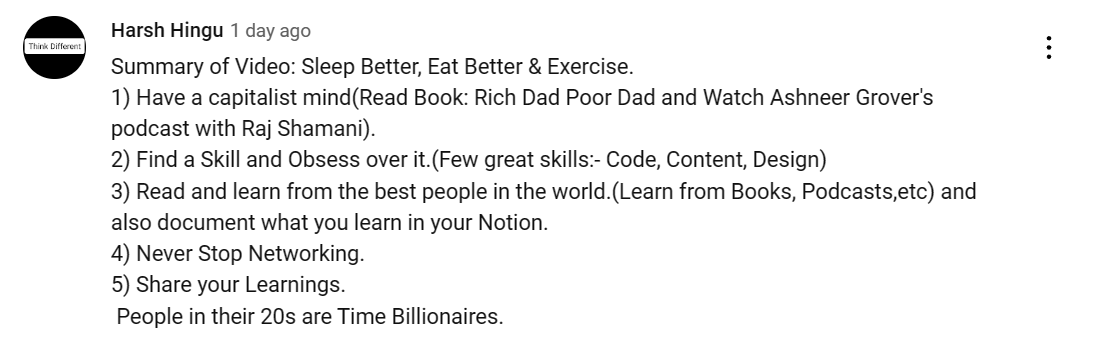 Think Different
Harsh Hingu 1 day ago
Summary of Video: Sleep Better, Eat Better & Exercise.
1) Have a capitalist mind(Read Book: Rich Dad Poor Dad and Watch Ashneer Grover's
podcast with Raj Shamani).
2) Find a Skill and Obsess over it.(Few great skills:- Code, Content, Design)
3) Read and learn from the best people in the world.(Learn from Books, Podcasts,etc) and
also document what you learn in your Notion.
4) Never Stop Networking.
5) Share your Learnings.
People in their 20s are Time Billionaires.